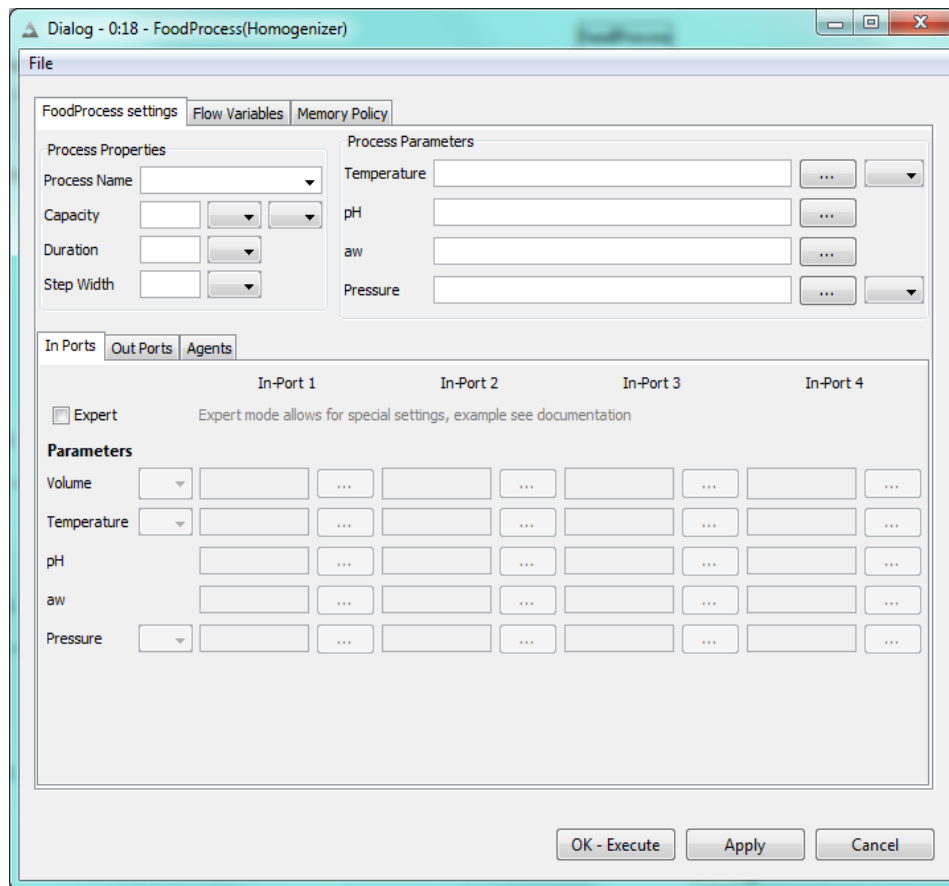 Dialog - 0:18 - FoodProcess(Homogenizer)
File
FoodProcess settings Flow Variables Memory Policy
Process Properties
Process Name
Capacity
Duration
Step Width
Process Parameters
Temperature ...
pH ...
aw ...
Pressure ...
In Ports Out Ports Agents
In-Port 1 In-Port 2 In-Port 3 In-Port 4
Expert Expert mode allows for special settings, example see documentation
Parameters
Volume ... ... ... ...
Temperature ... ... ... ...
pH ... ... ... ...
aw ... ... ... ...
Pressure ... ... ... ...
OK - Execute Apply Cancel